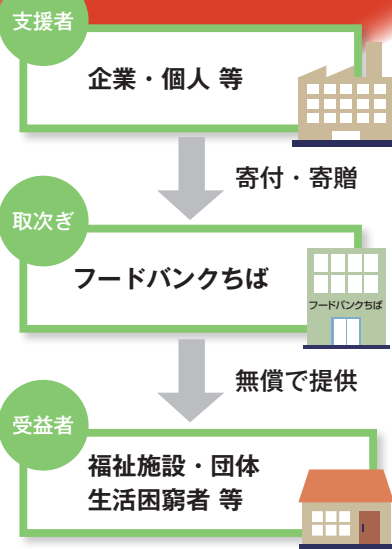 支援者
企業・個人 等
寄付・寄贈
取次ぎ
フードバンクちば
フードバンクちば
無償で提供
受益者
福祉施設・団体
生活困窮者 等